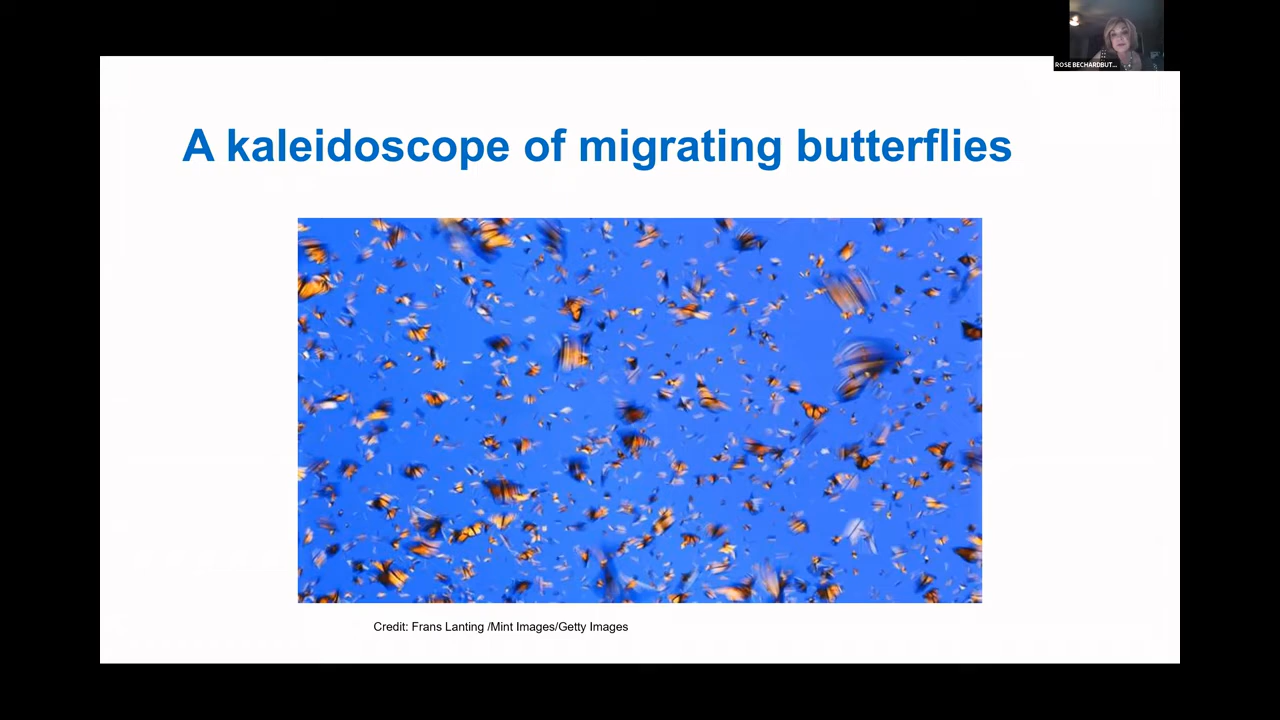 ROSE BECHARDBUT...
A kaleidoscope of migrating butterflies
Credit: Frans Lanting /Mint Images/Getty Images